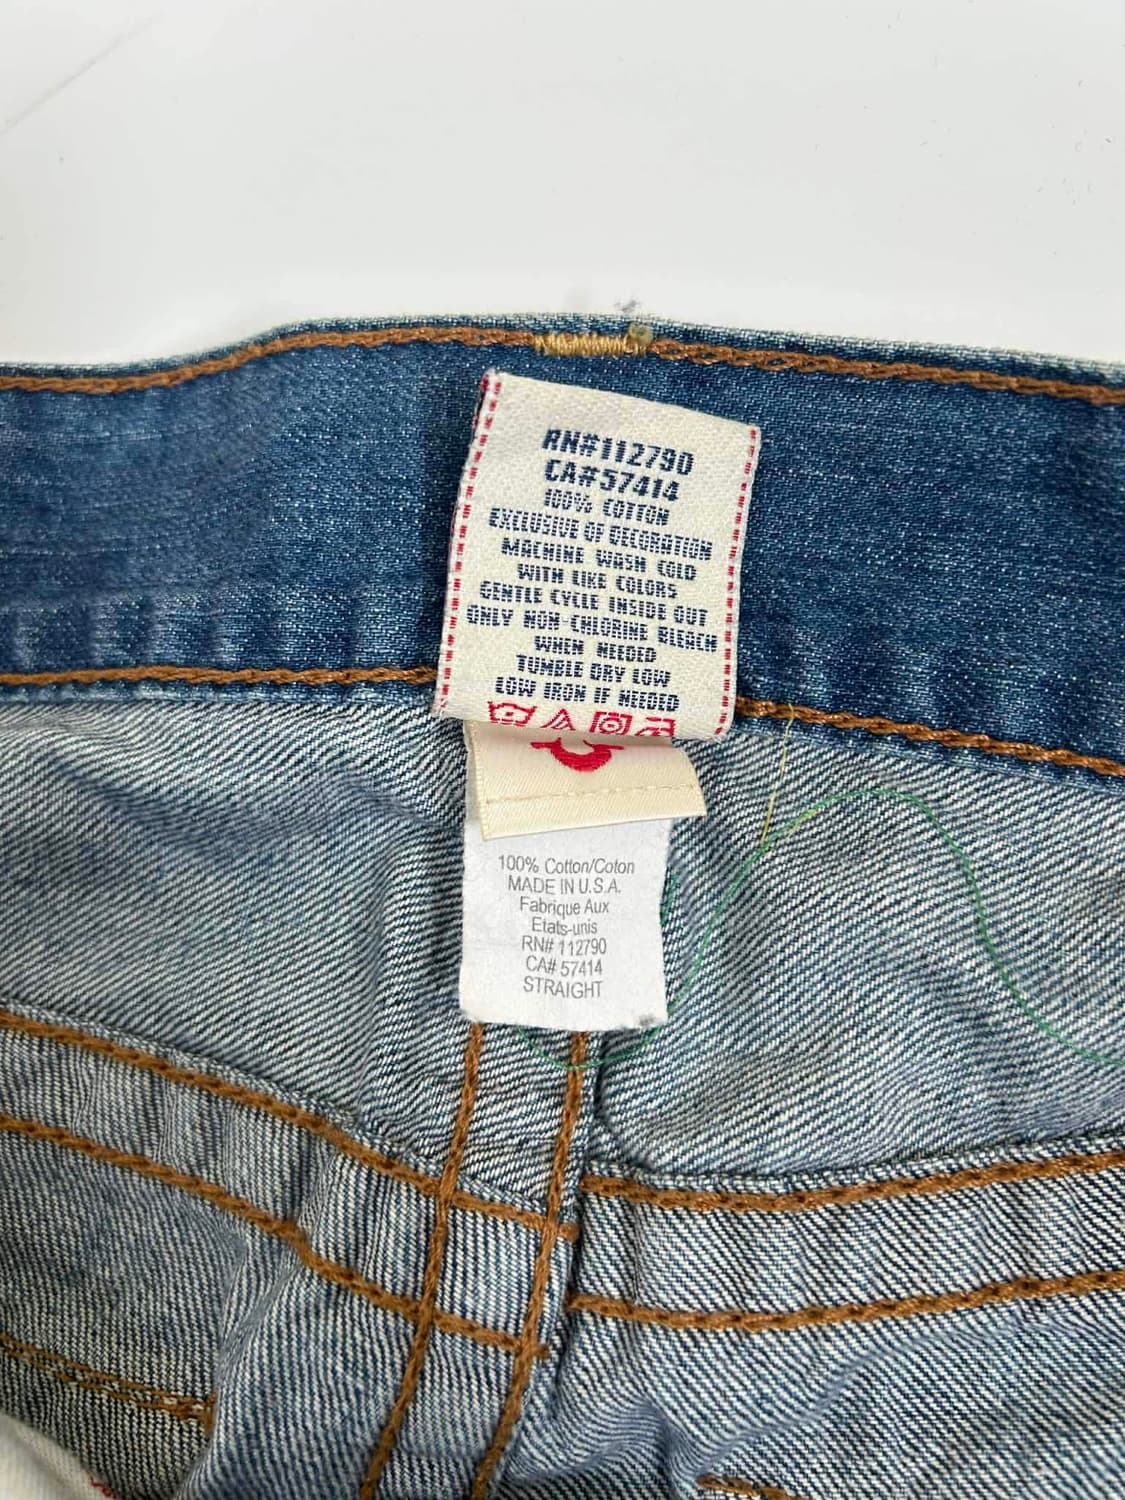 RN#112790
CA#57414
100% COTTON
EXCLUSIVE OF DECORATION
MACHINE WASH COLD
WITH LIKE COLORS
GENTLE CYCLE INSIDE OUT
ONLY NON-CHLORINE BLEACH
WHEN NEEDED
TUMBLE DRY LOW
LOW IRON IF NEEDED
100% Cotton/Coton
MADE IN U.S.A.
Fabrique Aux
Etats-unis
RN# 112790
CA# 57414
STRAIGHT